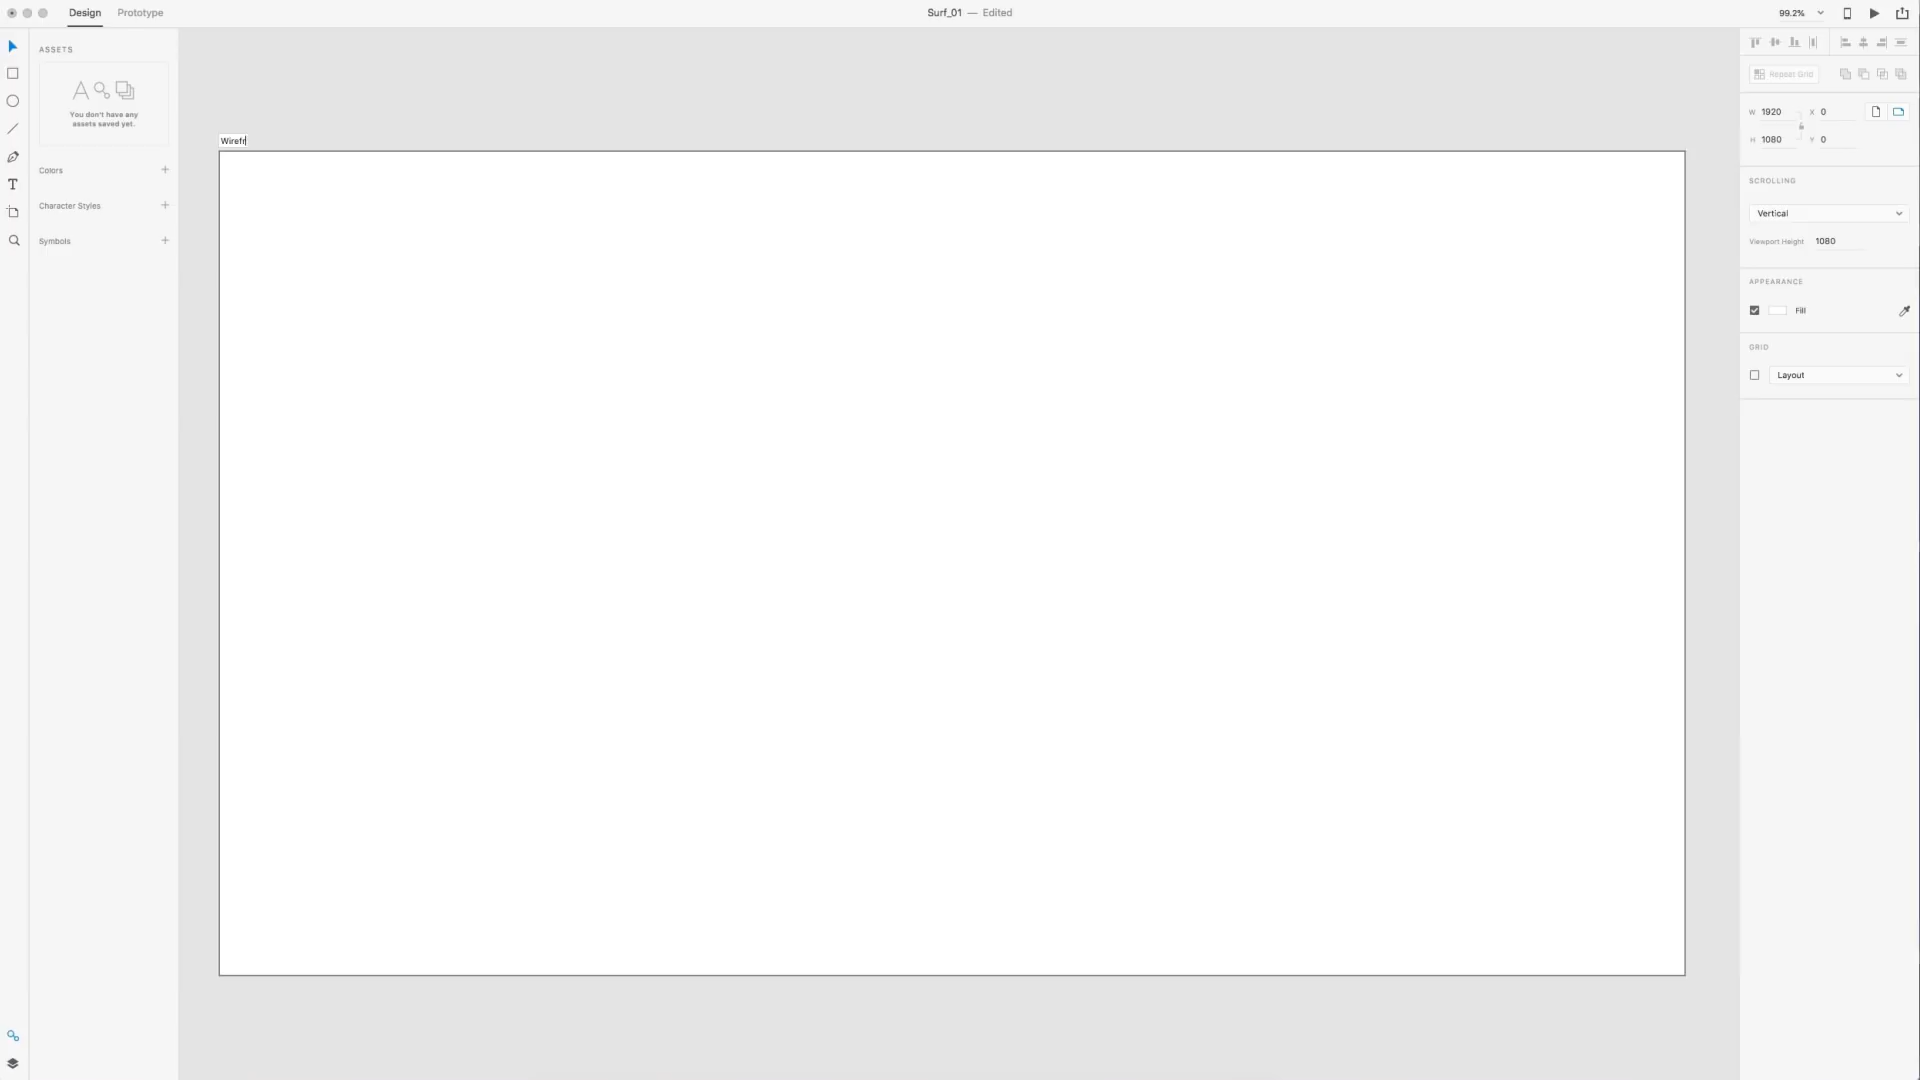 Design Prototype Surf_01 — Edited 99.2%
ASSETS
You don't have any
assets saved yet.
Colors
Character Styles
Symbols
Wirefr
Repeat Grid
W 1920 X 0
H 1080 Y 0
SCROLLING
Vertical
Viewport Height 1080
APPEARANCE
Fill
GRID
Layout